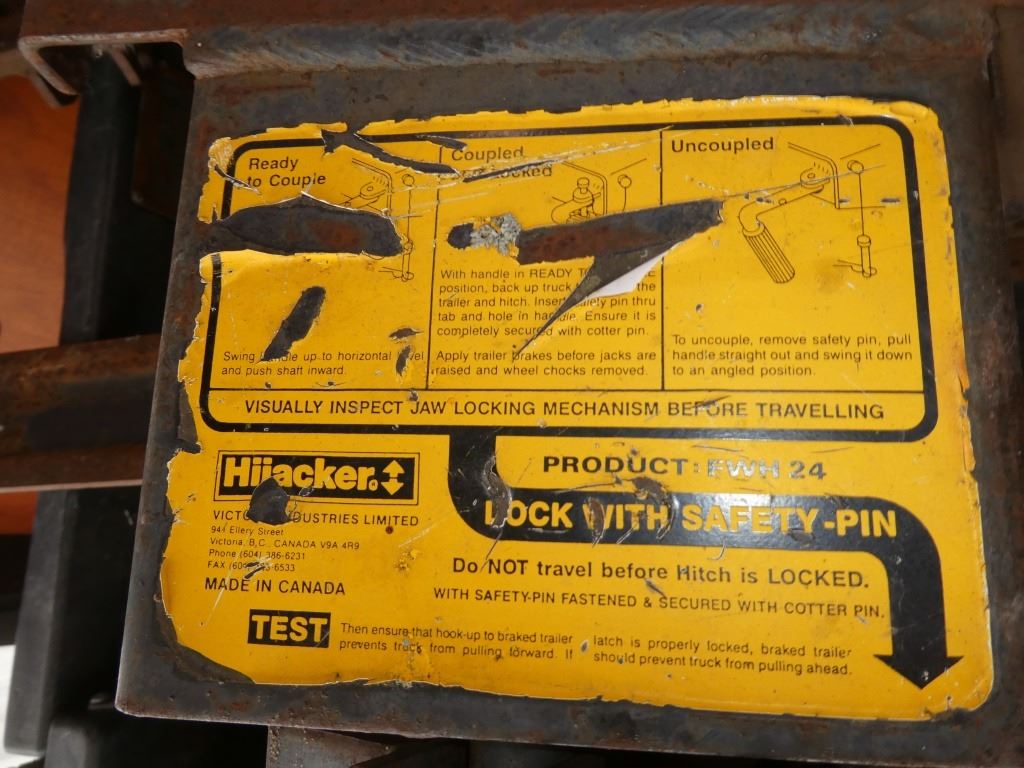 Ready
to Couple
Swing up to horizontal
and push shaft inward.
Coupled
With handle in READY
position, back up truck the
trailer and hitch. Insert safety pin thru
tab and hole in handle. Ensure it is
completely secured with cotter pin.
Apply trailer brakes before jacks are
raised and wheel chocks removed.
Uncoupled
To uncouple, remove safety pin, pull
handle straight out and swing it down
to an angled position.
VISUALLY INSPECT JAW LOCKING MECHANISM BEFORE TRAVELLING
Hijacker
INDUSTRIES LIMITED
941 Ellery Street
Victoria, B.C. CANADA V9A 4R9
Phone (604) 386-6231
FAX
MADE IN CANADA
PRODUCT: FWH 24
LOCK WITH SAFETY-PIN
Do NOT travel before Hitch is LOCKED.
WITH SAFETY-PIN FASTENED & SECURED WITH COTTER PIN.
TEST
Then ensure that hook-up to braked trailer latch is properly locked, braked trailer
prevents truck from pulling forward. If should prevent truck from pulling ahead.